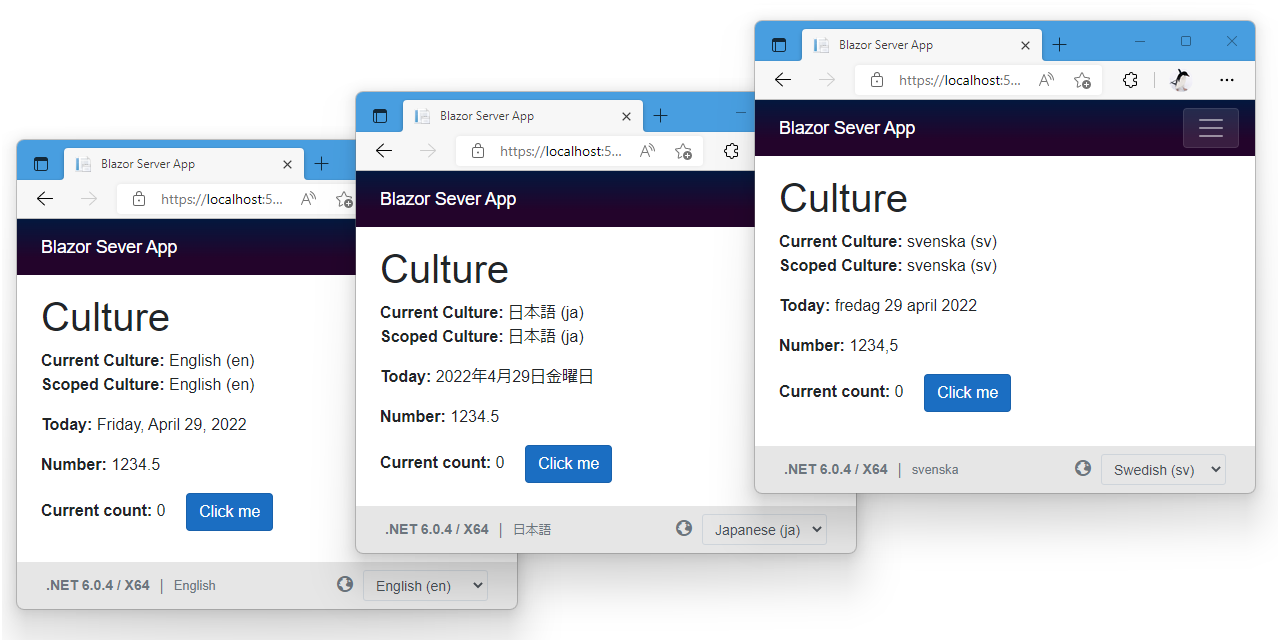 Blazor Server App
https://localhost:5...
Blazor Sever App
Culture
Current Culture: English (en)
Scoped Culture: English (en)
Today: Friday, April 29, 2022
Number: 1234.5
Current count: 0 Click me
.NET 6.0.4 / X64 | English English (en)
Blazor Server App
https://localhost:5...
Blazor Sever App
Culture
Current Culture: 日本語 (ja)
Scoped Culture: 日本語 (ja)
Today: 2022年4月29日金曜日
Number: 1234.5
Current count: 0 Click me
.NET 6.0.4 / X64 | 日本語 Japanese (ja)
Blazor Server App
https://localhost:5...
Blazor Sever App
Culture
Current Culture: svenska (sv)
Scoped Culture: svenska (sv)
Today: fredag 29 april 2022
Number: 1234,5
Current count: 0 Click me
.NET 6.0.4 / X64 | svenska Swedish (sv)